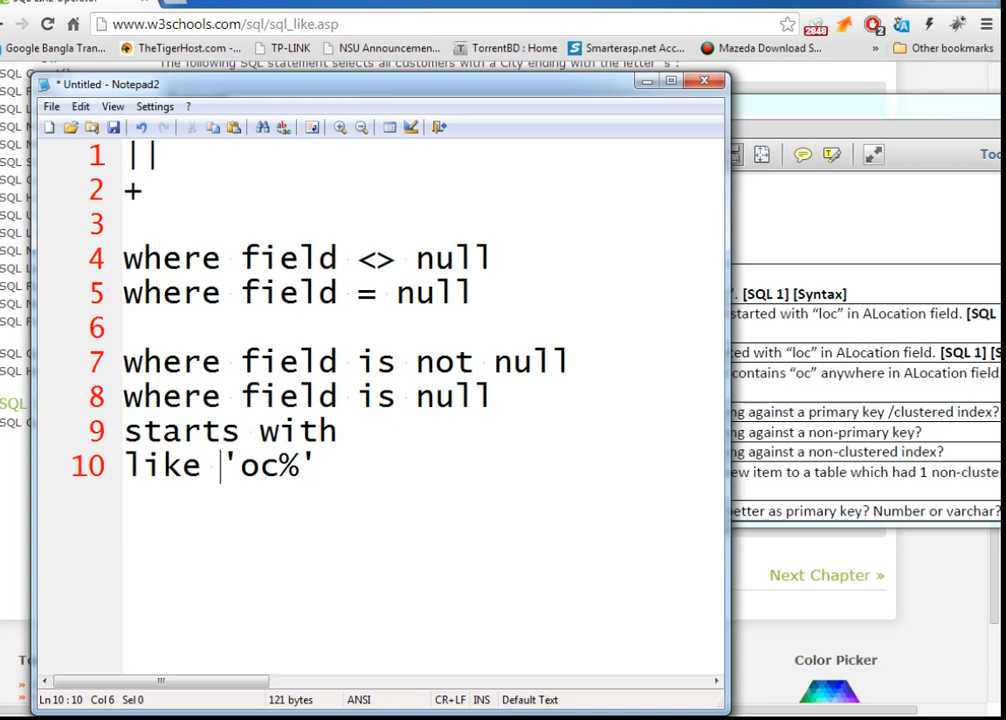 SQL Like Operator
www.w3schools.com/sql/sql_like.asp
2848
2
Google Bangla Tran...
TheTigerHost.com -...
TP-LINK
NSU Announcemen...
TorrentBD : Home
Smarterasp.net Acc...
Mazeda Download S...
»
Other bookmarks
The following SQL statement selects all customers with a City ending with the letter "s":
* Untitled - Notepad2
File Edit View Settings ?
1 ||
2 +
3
4 where field <> null
5 where field = null
6
7 where field is not null
8 where field is null
9 starts with
10 like 'oc%'
Ln 10 : 10 Col 6 Sel 0 121 bytes ANSI CR+LF INS Default Text
Too
". [SQL 1] [Syntax]
started with “loc” in ALocation field. [SQL
ted with “loc” in ALocation field. [SQL 1] [S
contains “oc” anywhere in ALocation field
ng against a primary key /clustered index?
ng against a non-primary key?
ng against a non-clustered index?
new item to a table which had 1 non-cluste
etter as primary key? Number or varchar?
Next Chapter »
Color Picker